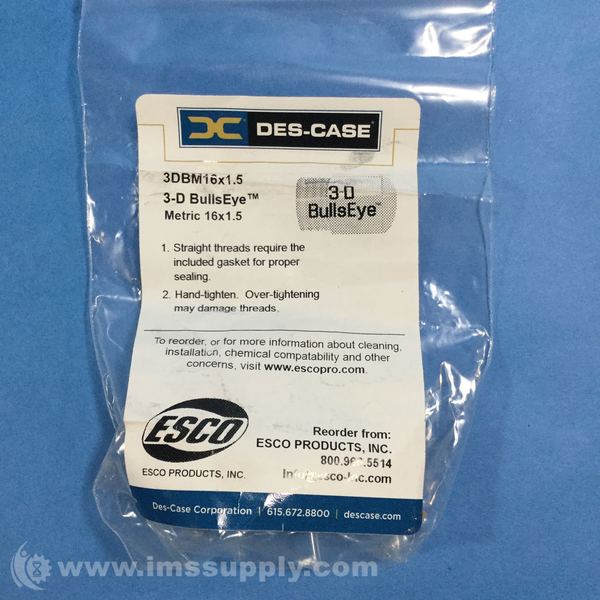 DES-CASE
3DBM16x1.5
3-D BullsEye™
Metric 16x1.5
3-D
BullsEye™
1. Straight threads require the
included gasket for proper
sealing.
2. Hand-tighten. Over-tightening
may damage threads.
To reorder, or for more information about cleaning,
installation, chemical compatability and other
concerns, visit www.escopro.com.
ESCO
ESCO PRODUCTS, INC.
Reorder from:
ESCO PRODUCTS, INC.
Des-Case Corporation | 615.672.8800 | descase.com
www.imssupply.com